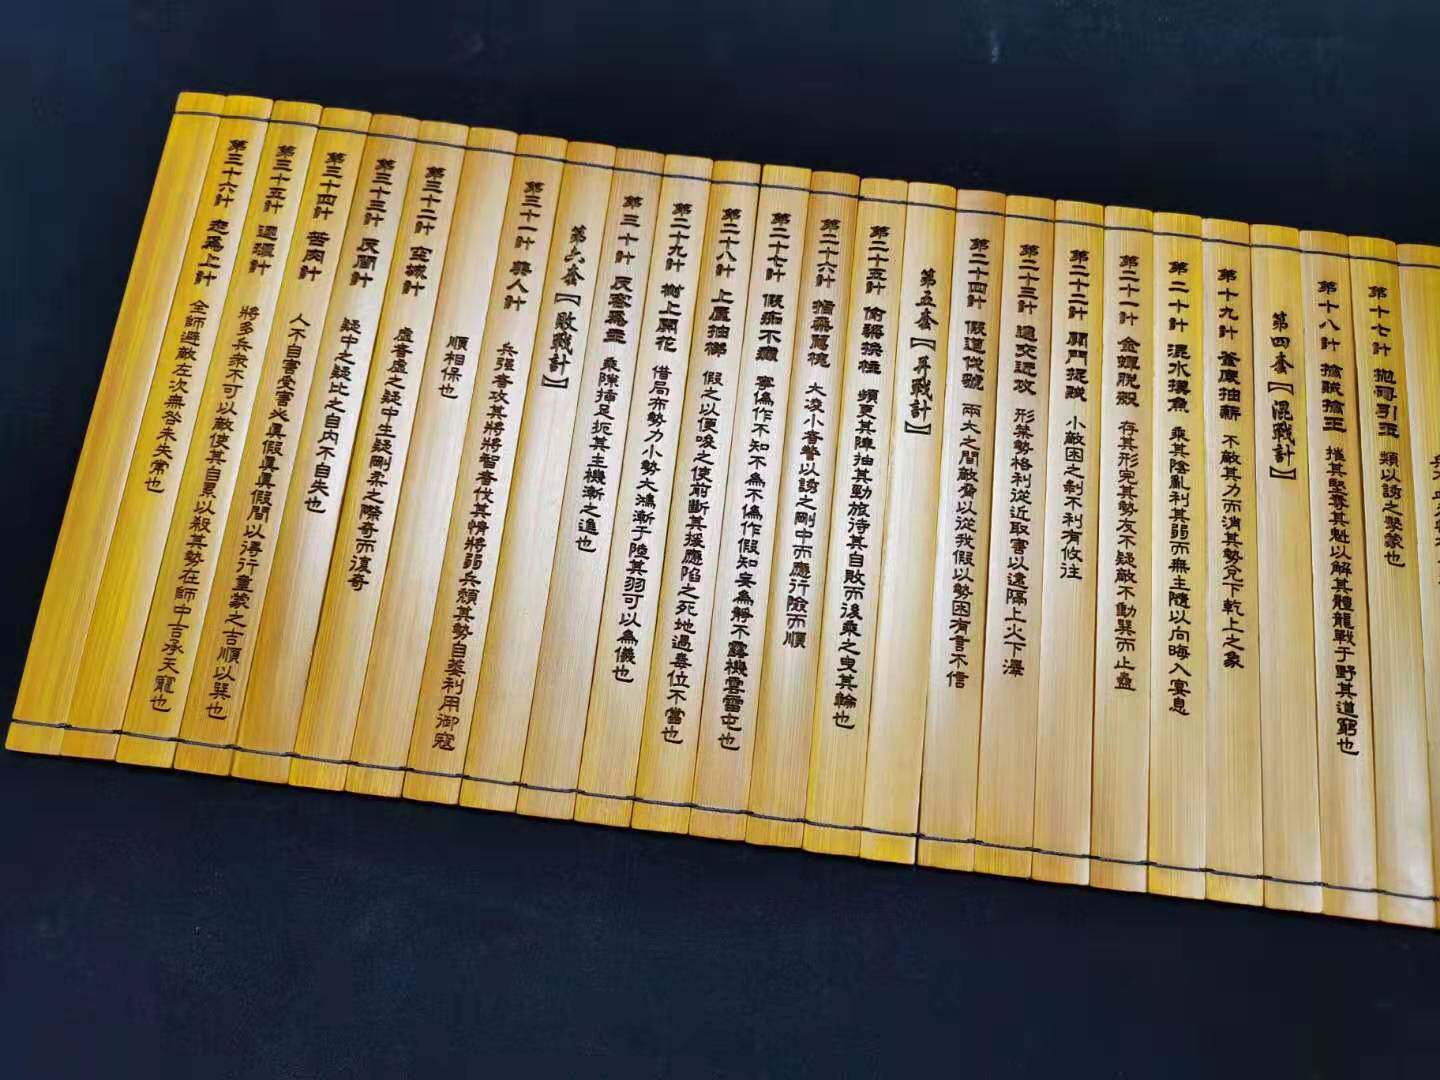 第十七計 拋磚引玉 類以誘之擊蒙也
第十八計 擒賊擒王 摧其堅奪其魁以解其體龍戰于野其道窮也
第四套【混戰計】
第十九計 釜底抽薪 不敵其力而消其勢兌下乾上之象
第二十計 混水摸魚 乘其陰亂利其弱而無主隨以向晦入宴息
第二十一計 金蟬脫殼 存其形完其勢友不疑敵不動巽而止蠱
第二十二計 關門捉賊 小敵困之剝不利有攸往
第二十三計 遠交近攻 形禁勢格利從近取害以遠隔上火下澤
第二十四計 假道伐虢 兩大之間敵脅以從我假以勢困有言不信
第五套【并戰計】
第二十五計 偷樑換柱 頻更其陣抽其勁旅待其自敗而後乘之曳其輪也
第二十六計 指桑罵槐 大凌小者警以誘之剛中而應行險而順
第二十七計 假痴不癲 寧偽作不知不為不偽作假知妄為靜不露機雲雷屯也
第二十八計 上屋抽梯 假之以便唆之使前斷其援應陷之死地遇毒位不當也
第二十九計 樹上開花 借局布勢力小勢大鴻漸于陸其羽可以為儀也
第三十計 反客為主 乘隙插足扼其主機漸之進也
第六套【敗戰計】
第三十一計 美人計 兵強者攻其將將智者伐其情將弱兵頹其勢自萎利用御寇
順相保也
第三十二計 空城計 虛者虛之疑中生疑剛柔之際奇而復奇
第三十三計 反間計 疑中之疑比之自內不自失也
第三十四計 苦肉計 人不自害受害必真假真真假間以得行童蒙之吉順以巽也
第三十五計 連環計 將多兵衆不可以敵使其自累以殺其勢在師中吉承天寵也
第三十六計 走為上計 全師避敵左次無咎未失常也